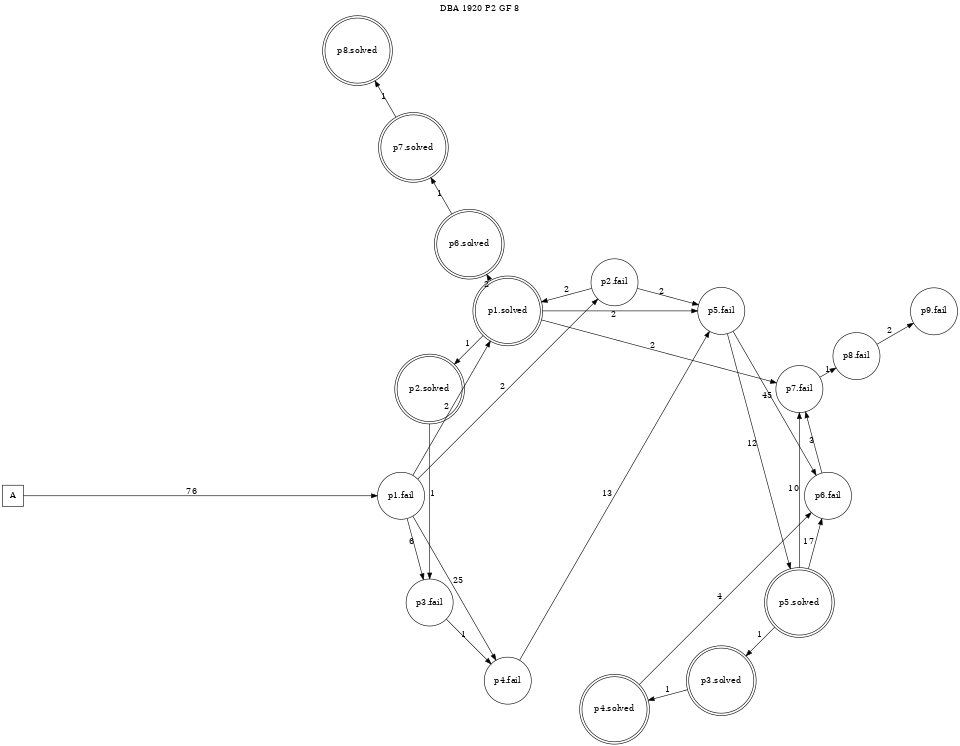 DBA 1920 P2 GF 8
p8.solved
1
p7.solved
1
p6.solved
2
p1.solved
p2.fail
2
2
2
p5.fail
p9.fail
2
1
2
p8.fail
1
p7.fail
p2.solved
2
2
45
12
3
76
1
10
A
p1.fail
p6.fail
13
6
17
25
4
p3.fail
p5.solved
1
1
p4.fail
p3.solved
1
p4.solved